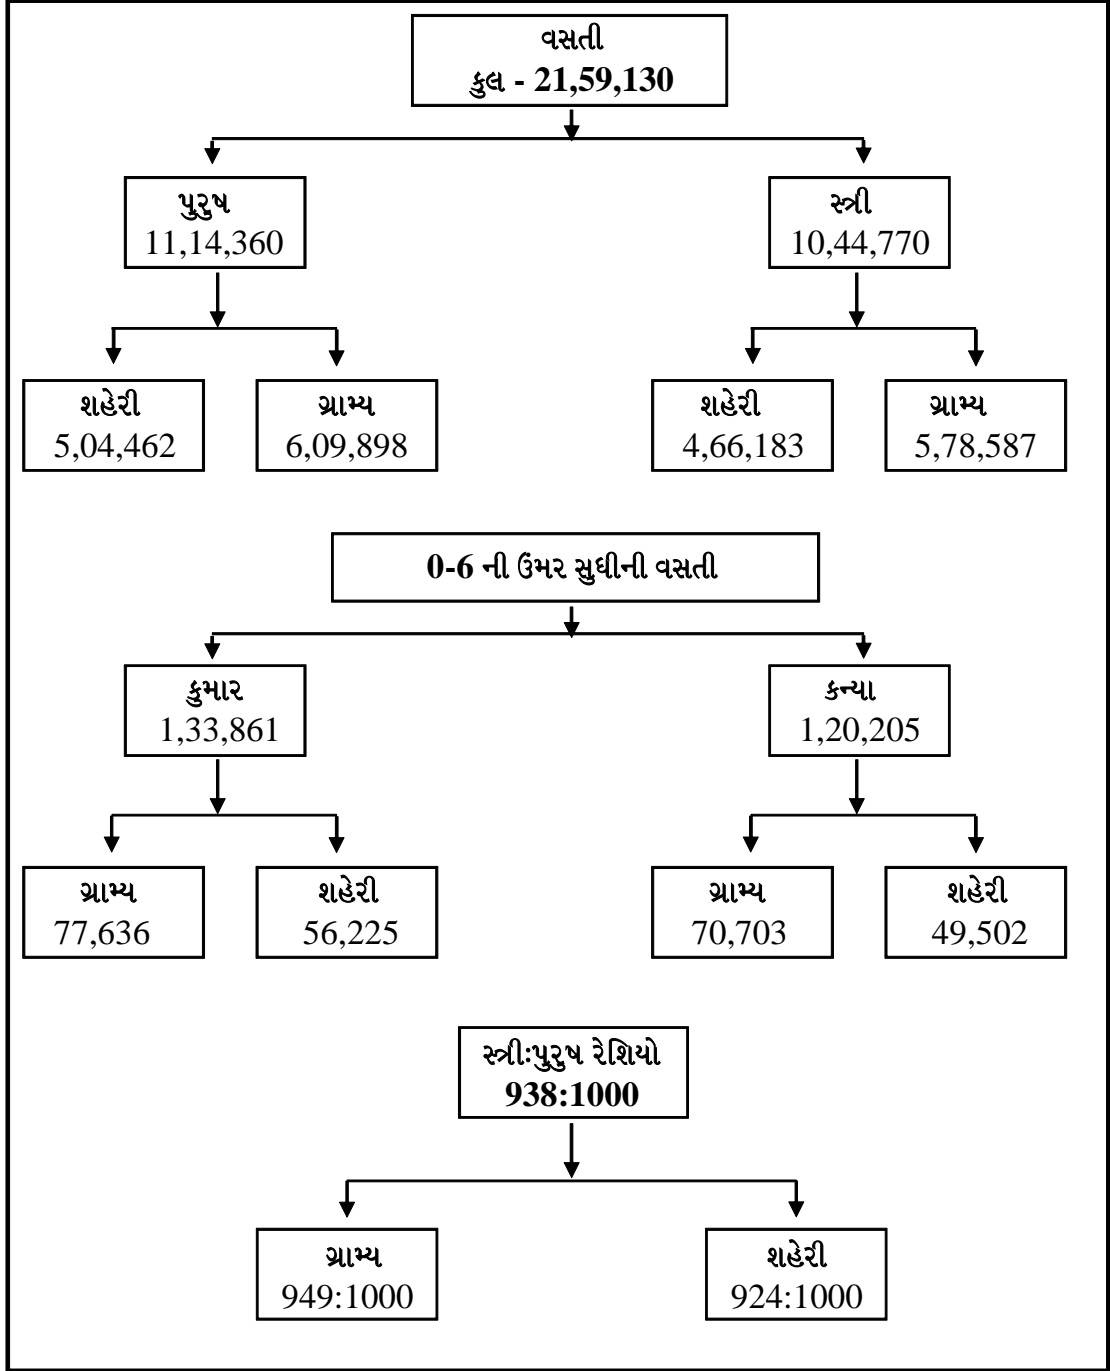 વસતી
કુલ - 21,59,130
પુરુષ
11,14,360
સ્ત્રી
10,44,770
શહેરી
5,04,462
ગ્રામ્ય
6,09,898
શહેરી
4,66,183
ગ્રામ્ય
5,78,587
0-6 ની ઉંમર સુધીની વસતી
કુમાર
1,33,861
કન્યા
1,20,205
ગ્રામ્ય
77,636
શહેરી
56,225
ગ્રામ્ય
70,703
શહેરી
49,502
સ્ત્રી:પુરુષ રેશિયો
938:1000
ગ્રામ્ય
949:1000
શહેરી
924:1000